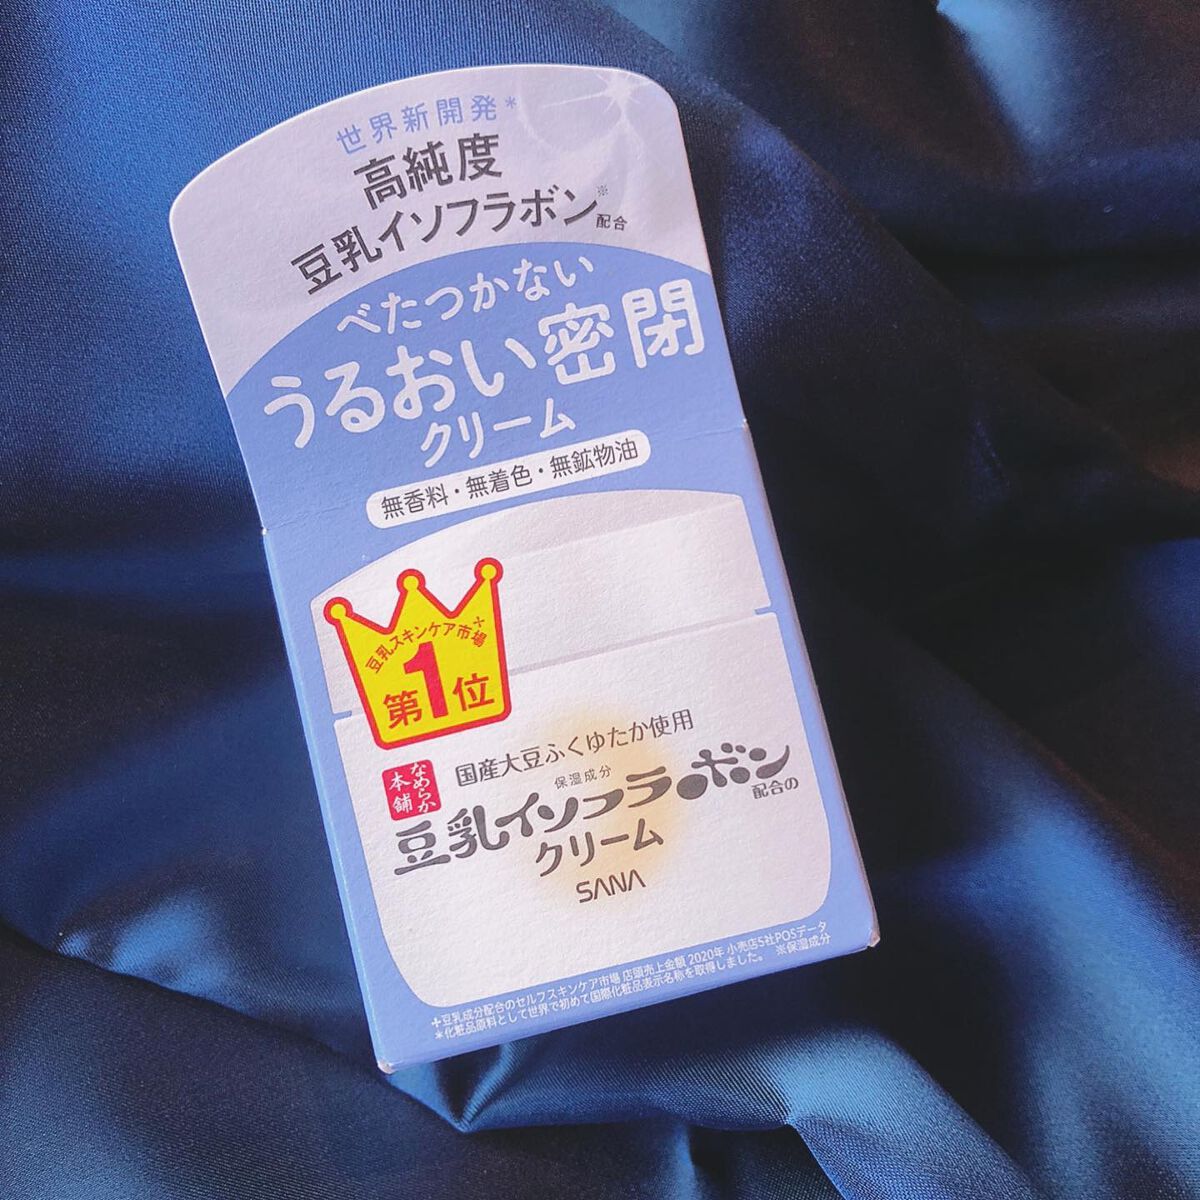 世界新開発*
高純度
豆乳イソフラボン※配合
べたつかない
うるおい密閉
クリーム
無香料・無着色・無鉱物油
豆乳スキンケア市場+
第1位
なめらか
本舗
国産大豆ふくゆたか使用
保湿成分
豆乳イソフラボン配合の
クリーム
SANA
+豆乳成分配合のセルフスキンケア市場 店頭売上金額 2020年 小売店5社POSデータ
*化粧品原料として世界で初めて国際化粧品表示名称を取得しました。 ※保湿成分